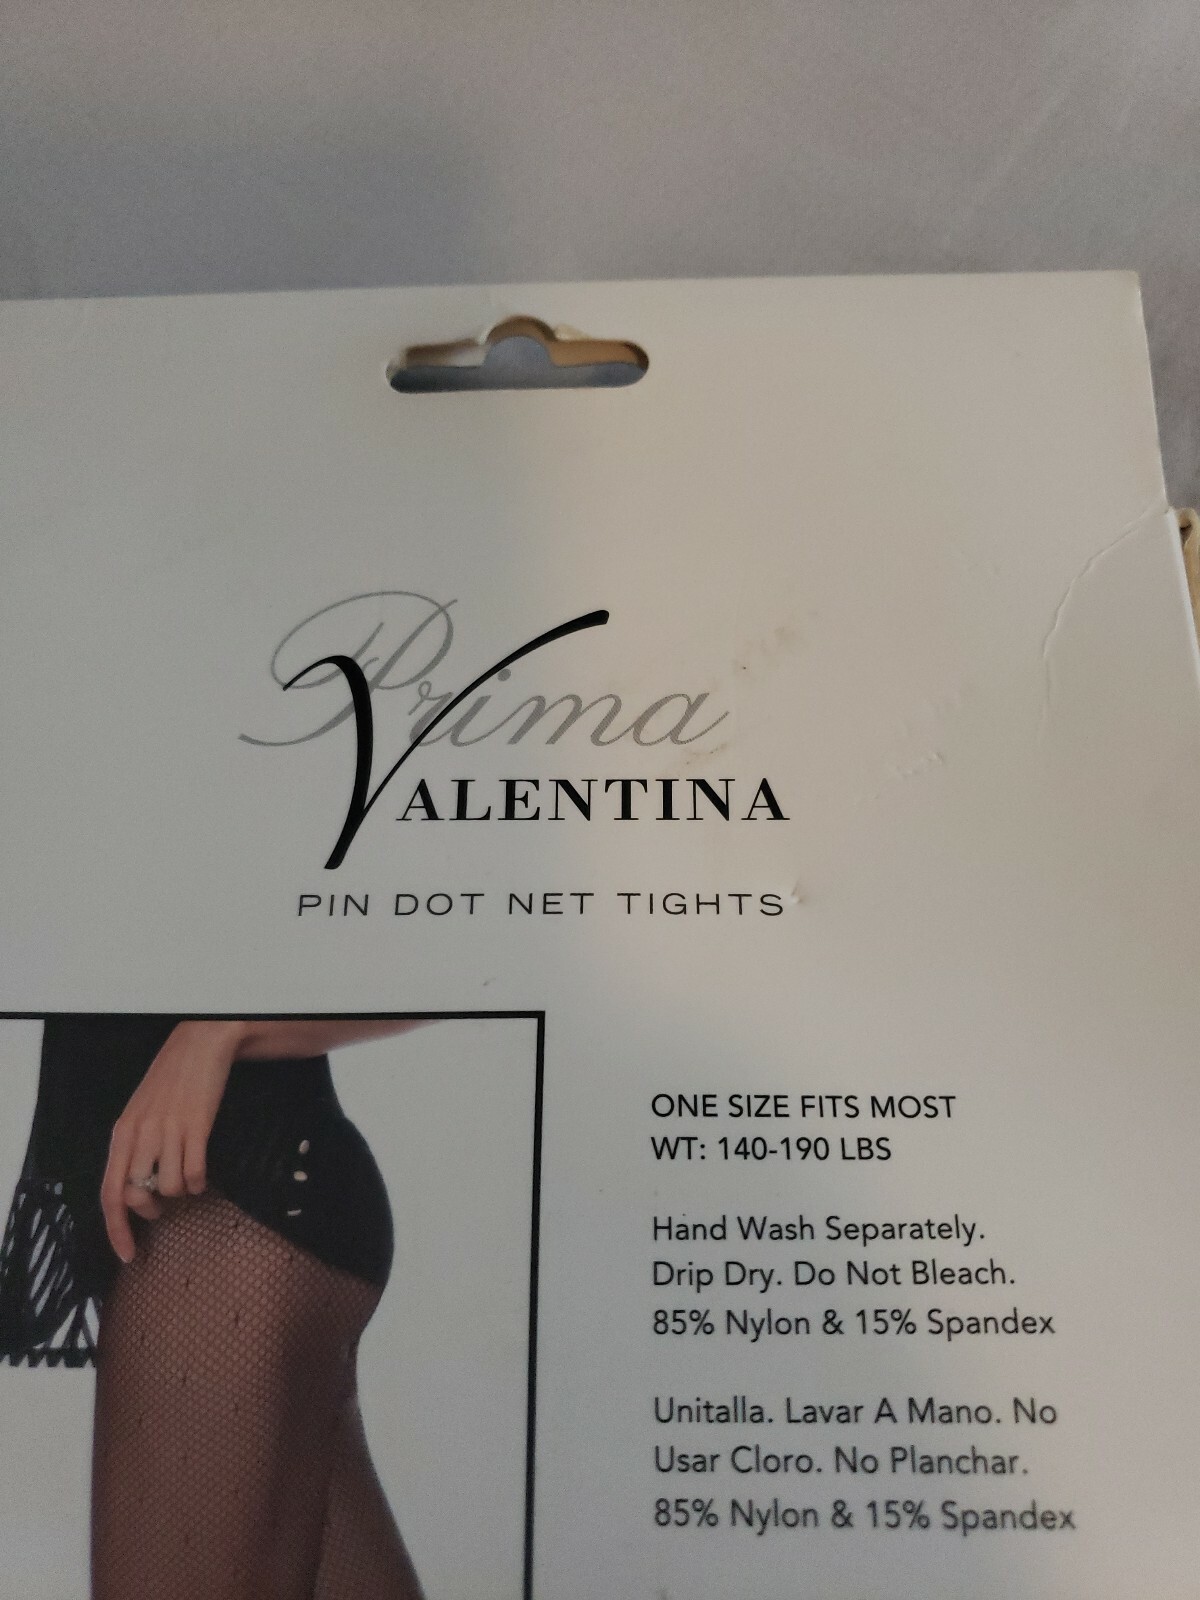 Prima
VALENTINA
PIN DOT NET TIGHTS
ONE SIZE FITS MOST
WT: 140-190 LBS
Hand Wash Separately.
Drip Dry. Do Not Bleach.
85% Nylon & 15% Spandex
Unitalla. Lavar A Mano. No
Usar Cloro. No Planchar.
85% Nylon & 15% Spandex